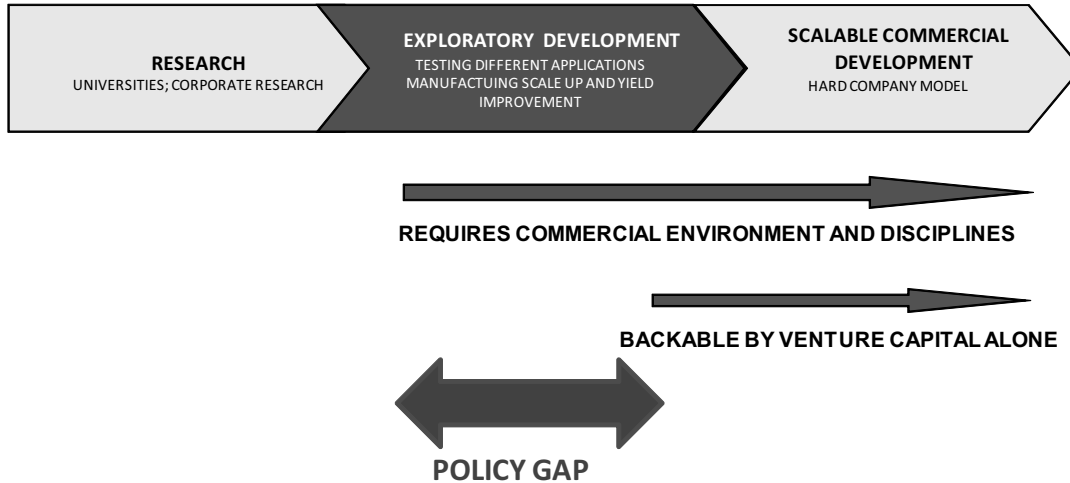 RESEARCH
UNIVERSITIES; CORPORATE RESEARCH
EXPLORATORY DEVELOPMENT
TESTING DIFFERENT APPLICATIONS
MANUFACTUING SCALE UP AND YIELD
IMPROVEMENT
SCALABLE COMMERCIAL
DEVELOPMENT
HARD COMPANY MODEL
REQUIRES COMMERCIAL ENVIRONMENT AND DISCIPLINES
BACKABLE BY VENTURE CAPITAL ALONE
POLICY GAP